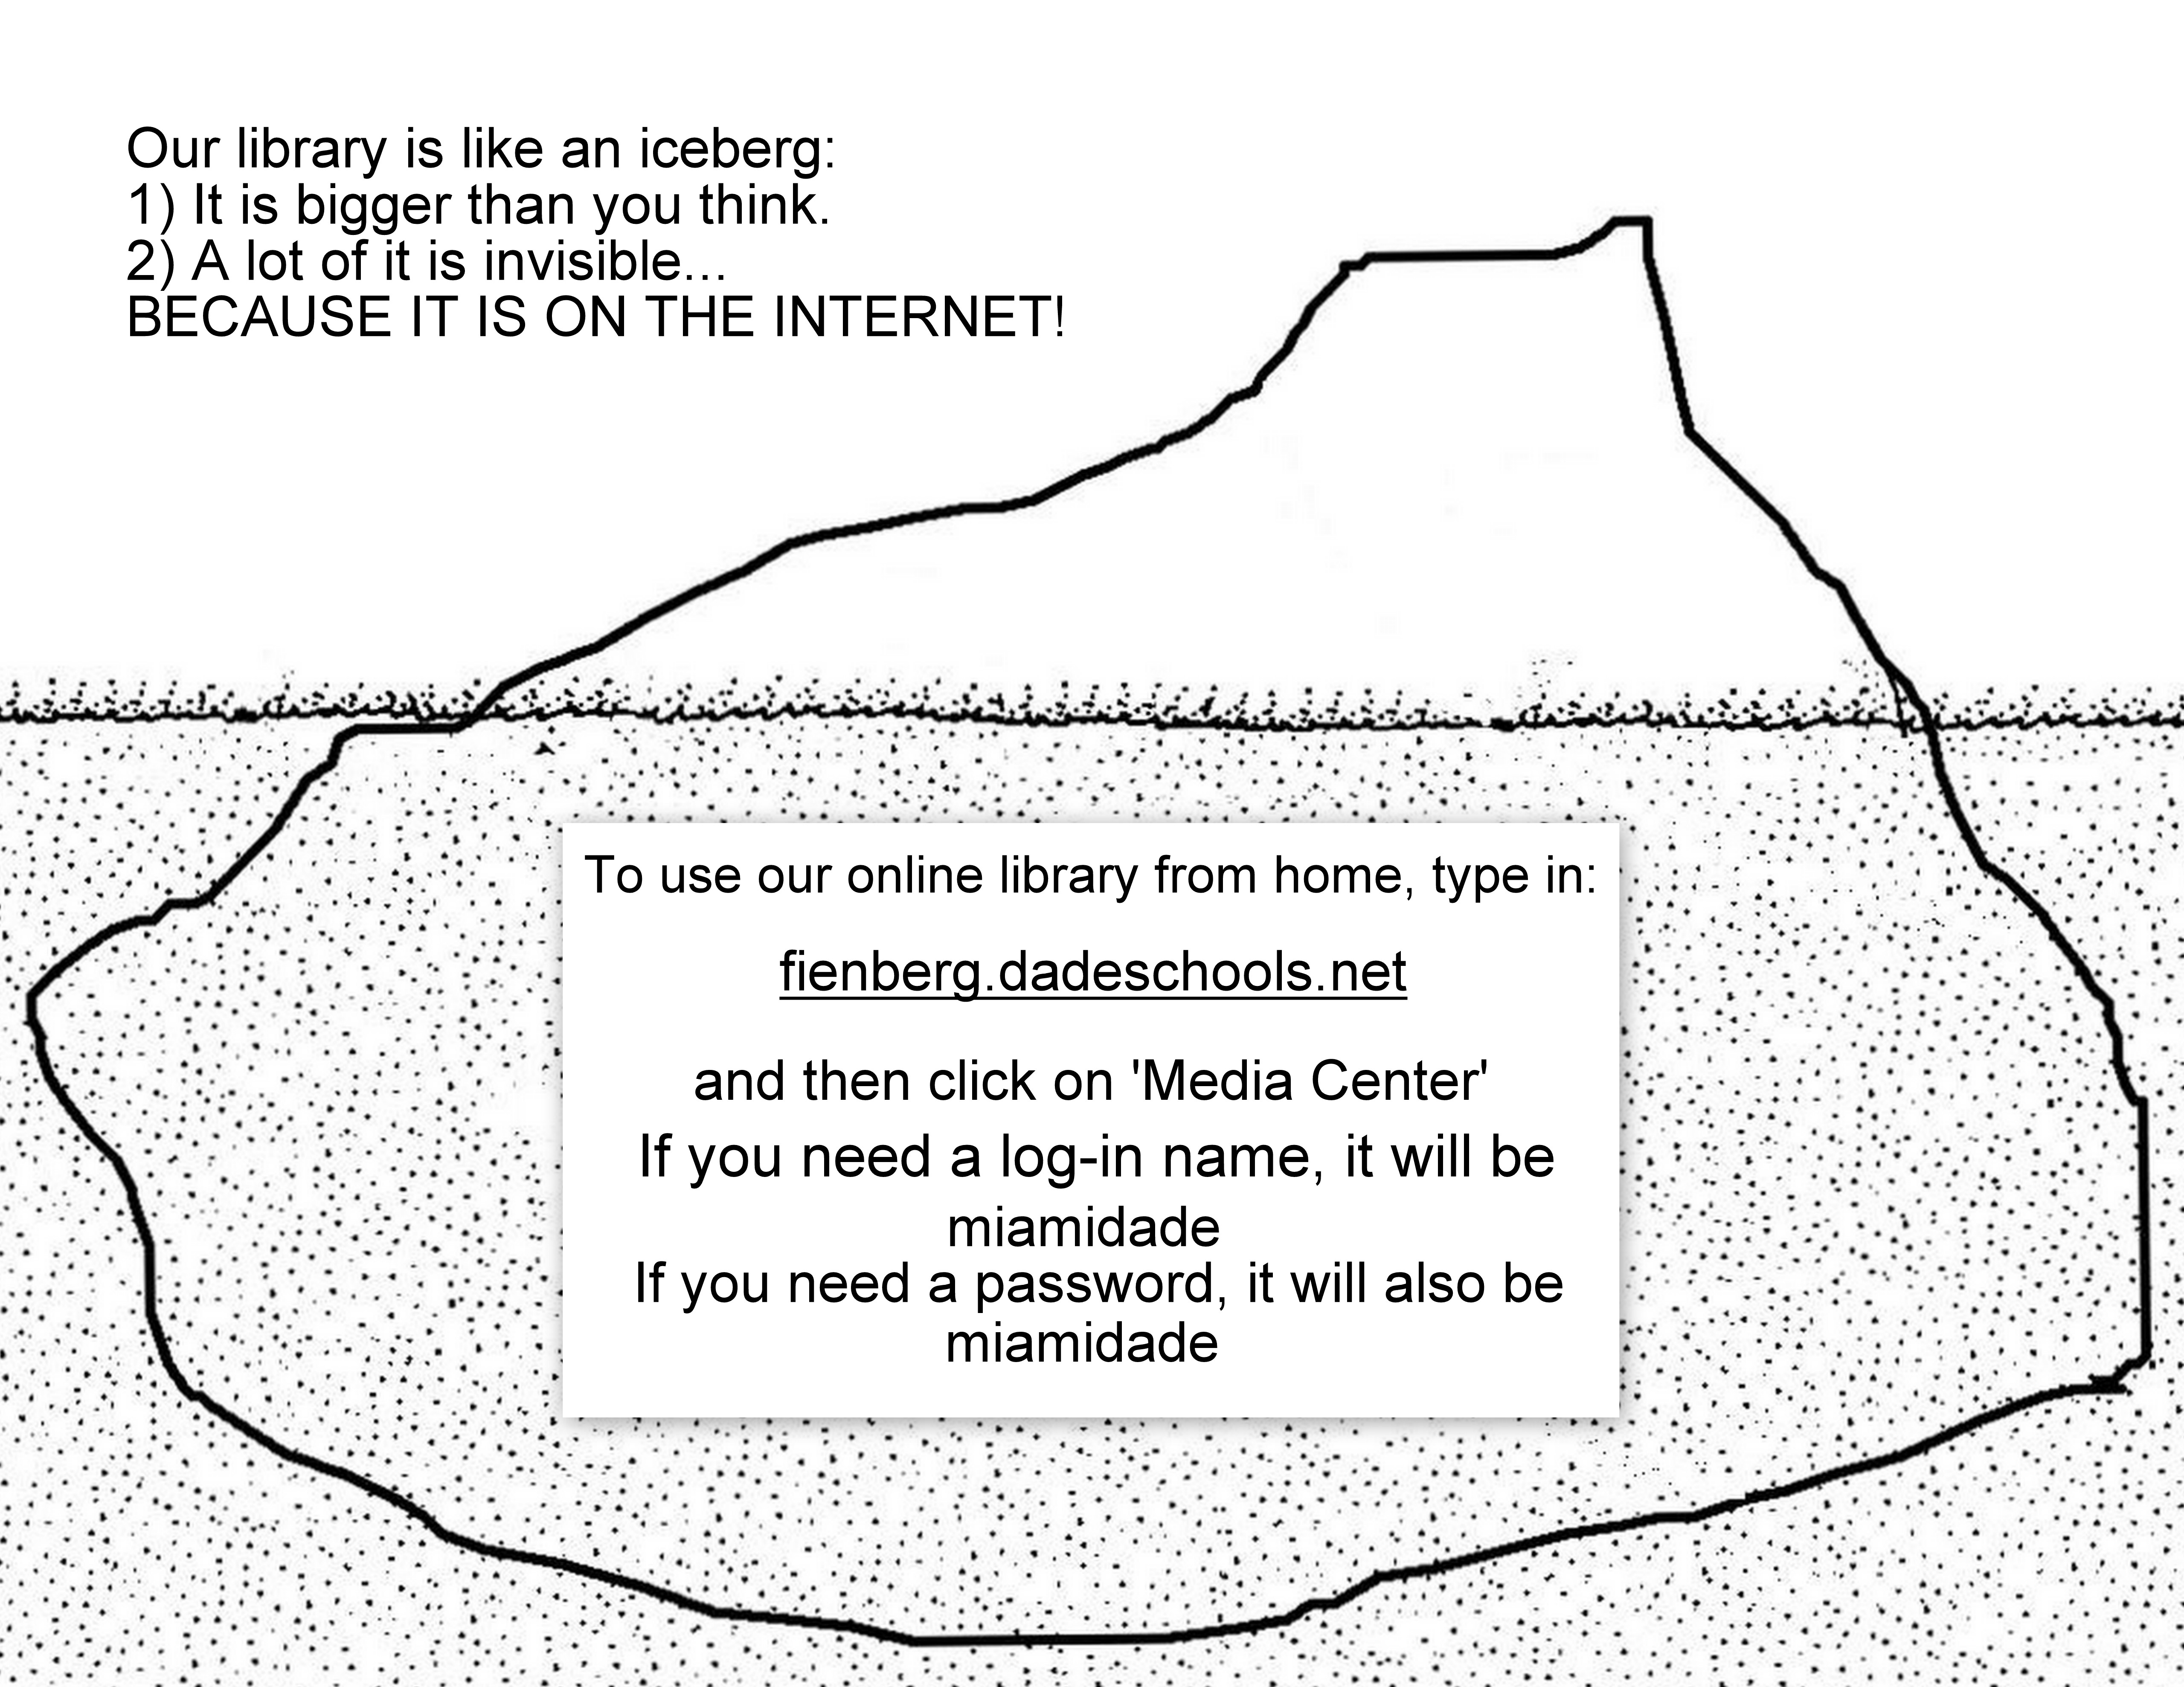 Our library is like an iceberg:
1) It is bigger than you think.
2) A lot of it is invisible...
BECAUSE IT IS ON THE INTERNET!
To use our online library from home, type in:
fienberg.dadeschools.net
and then click on 'Media Center'
If you need a log-in name, it will be
miamidade
If you need a password, it will also be
miamidade